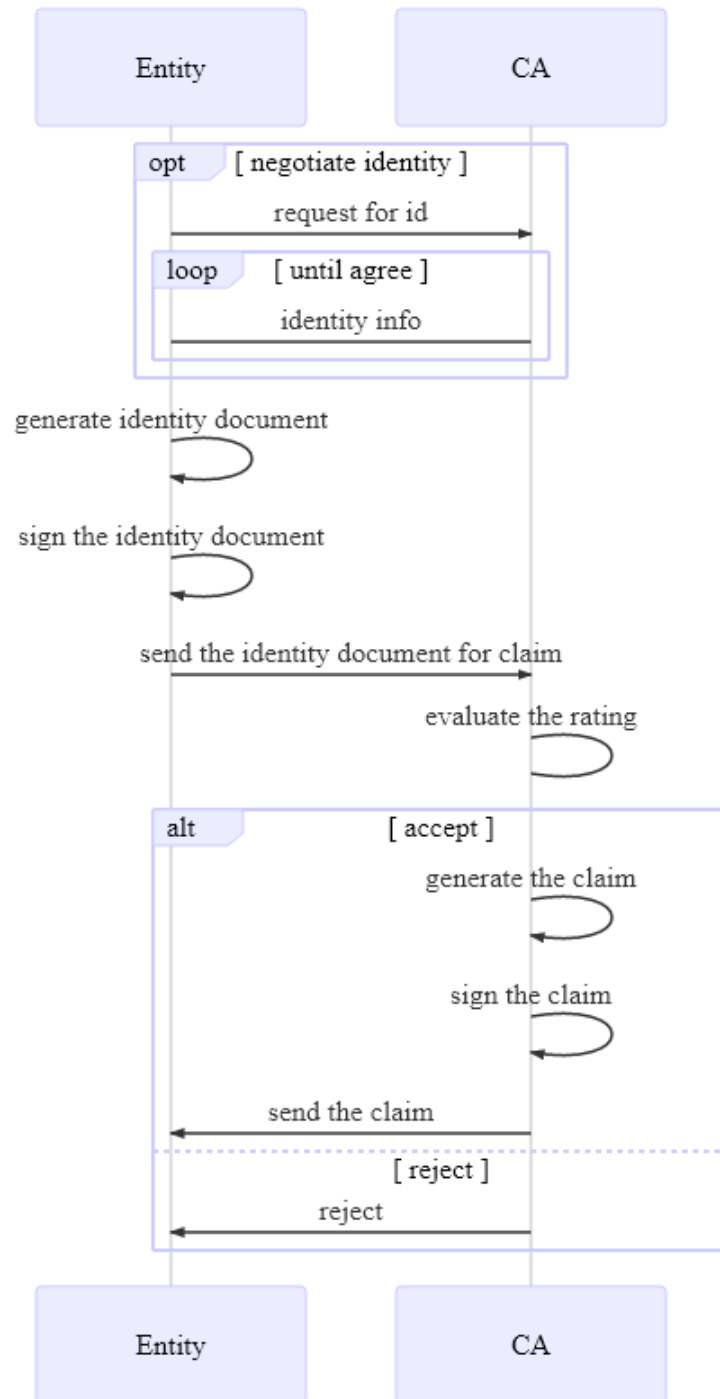 Entity CA
opt [ negotiate identity ]
request for id
loop [ until agree ]
identity info
generate identity document
sign the identity document
send the identity document for claim
evaluate the rating
alt [ accept ]
generate the claim
sign the claim
send the claim
[ reject ]
reject
Entity CA